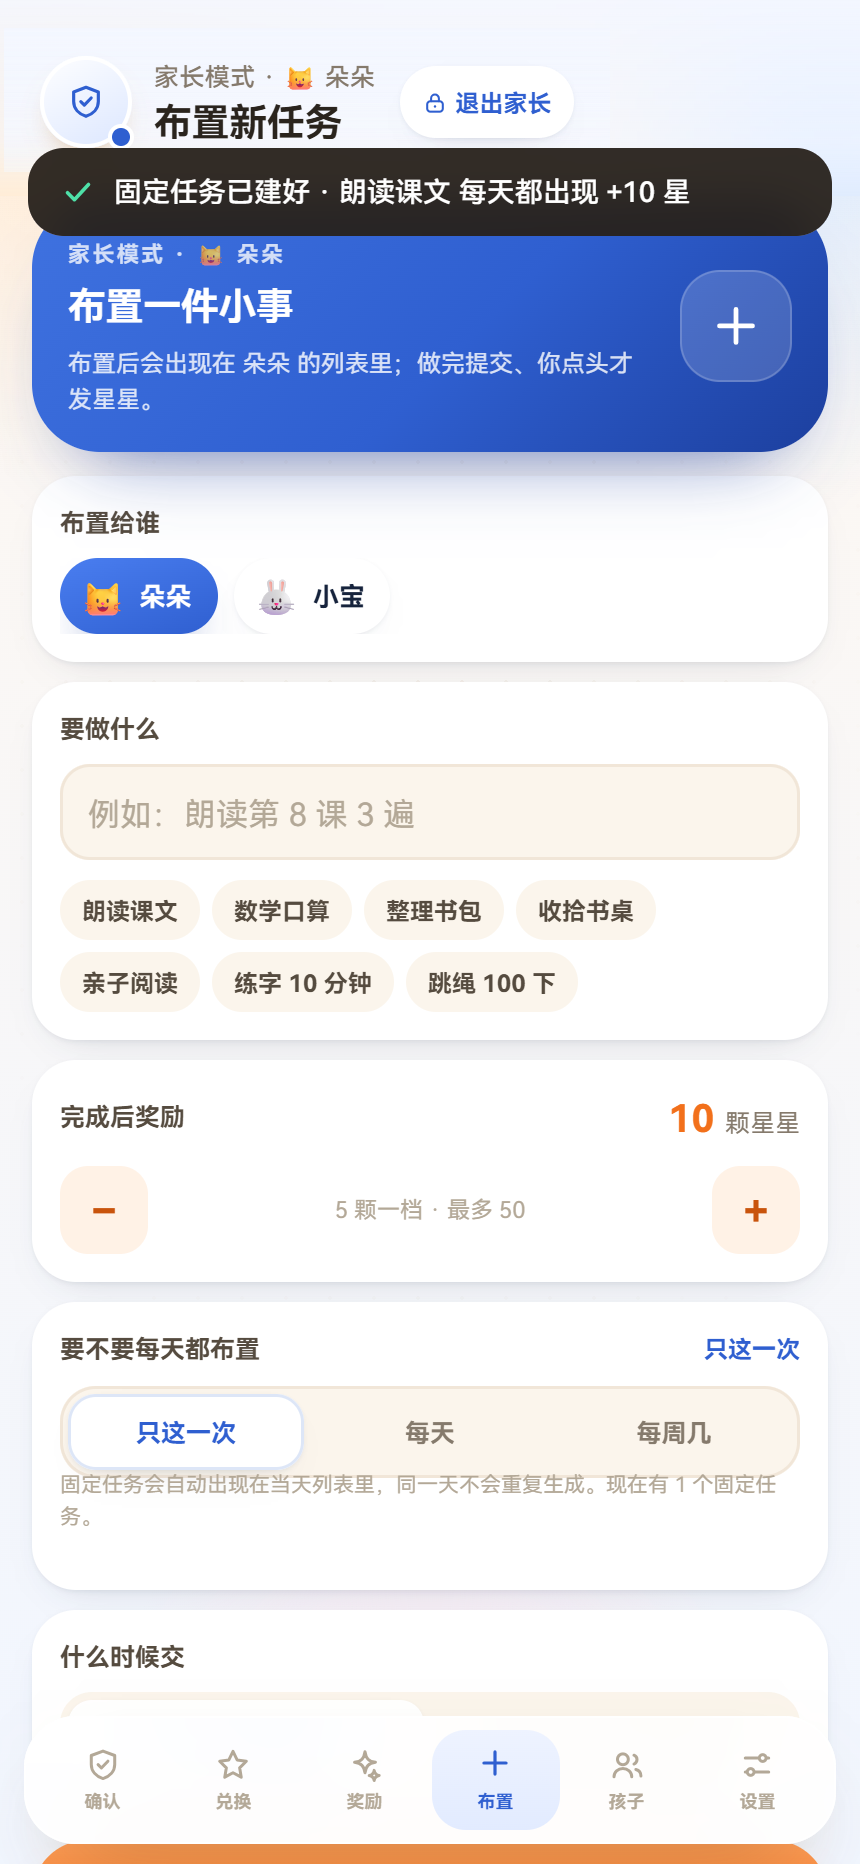 家长模式 · 朵朵
布置新任务
退出家长
固定任务已建好 · 朗读课文 每天都出现 +10 星
家长模式 · 朵朵
布置一件小事
布置后会出现在 朵朵 的列表里；做完提交、你点头才
发星星。
布置给谁
朵朵
小宝
要做什么
例如：朗读第 8 课 3 遍
朗读课文
数学口算
整理书包
收拾书桌
亲子阅读
练字 10 分钟
跳绳 100 下
完成后奖励
10 颗星星
5 颗一档 · 最多 50
要不要每天都布置
只这一次
只这一次
每天
每周几
固定任务会自动出现在当天列表里，同一天不会重复生成。现在有 1 个固定任
务。
什么时候交
确认
兑换
奖励
布置
孩子
设置